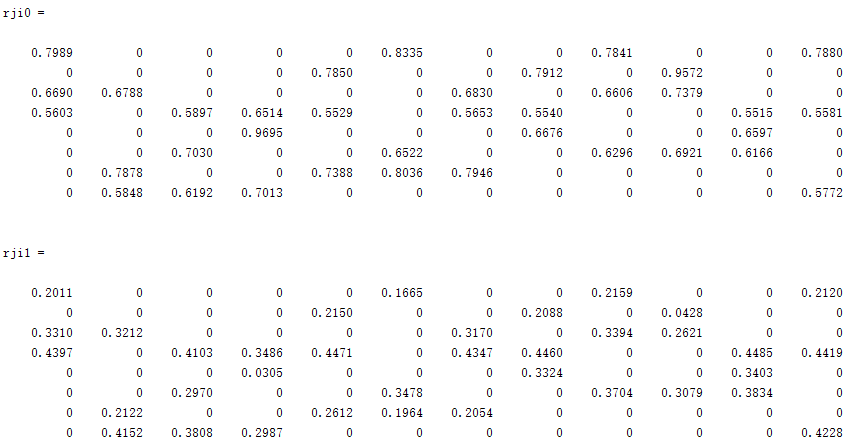 rji0 =
0.7989 0 0 0 0 0.8335 0 0 0.7841 0 0 0.7880
0 0 0 0 0.7850 0 0 0.7912 0 0.9572 0 0
0.6690 0.6788 0 0 0 0 0.6830 0 0.6606 0.7379 0 0
0.5603 0 0.5897 0.6514 0.5529 0 0.5653 0.5540 0 0 0.5515 0.5581
0 0 0 0.9695 0 0 0 0.6676 0 0 0.6597 0
0 0 0.7030 0 0 0.6522 0 0 0.6296 0.6921 0.6166 0
0 0.7878 0 0 0.7388 0.8036 0.7946 0 0 0 0 0
0 0.5848 0.6192 0.7013 0 0 0 0 0 0 0 0.5772
rji1 =
0.2011 0 0 0 0 0.1665 0 0 0.2159 0 0 0.2120
0 0 0 0 0.2150 0 0 0.2088 0 0.0428 0 0
0.3310 0.3212 0 0 0 0 0.3170 0 0.3394 0.2621 0 0
0.4397 0 0.4103 0.3486 0.4471 0 0.4347 0.4460 0 0 0.4485 0.4419
0 0 0 0.0305 0 0 0 0.3324 0 0 0.3403 0
0 0 0.2970 0 0 0.3478 0 0 0.3704 0.3079 0.3834 0
0 0.2122 0 0 0.2612 0.1964 0.2054 0 0 0 0 0
0 0.4152 0.3808 0.2987 0 0 0 0 0 0 0 0.4228